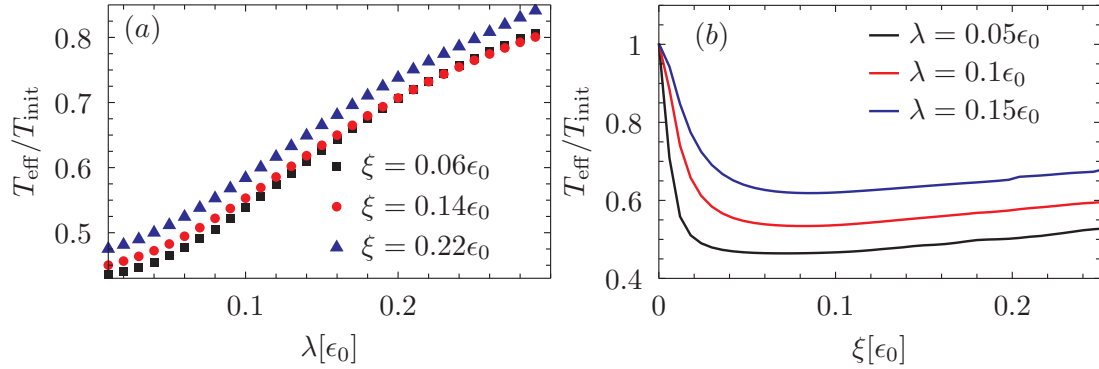 (a)
0.8
0.7
0.6
0.5
T_eff/T_init
ξ = 0.06ϵ₀
ξ = 0.14ϵ₀
ξ = 0.22ϵ₀
0.1 0.2
λ[ϵ₀]
(b)
1
0.8
0.6
0.4
T_eff/T_init
λ = 0.05ϵ₀
λ = 0.1ϵ₀
λ = 0.15ϵ₀
0 0.1 0.2
ξ[ϵ₀]